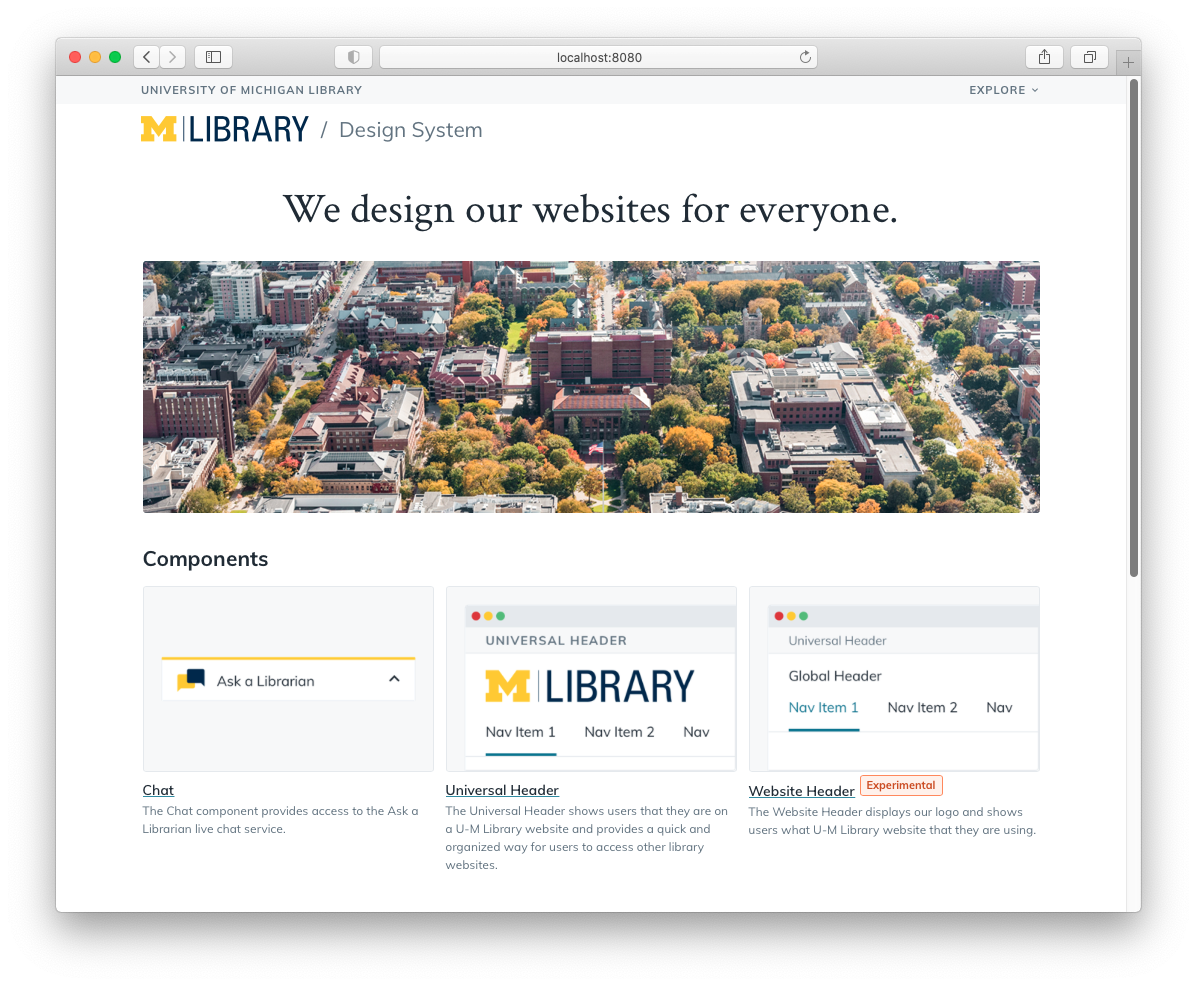 localhost:8080
UNIVERSITY OF MICHIGAN LIBRARY
EXPLORE
M LIBRARY / Design System
We design our websites for everyone.
Components
Ask a Librarian
UNIVERSAL HEADER
M LIBRARY
Nav Item 1 Nav Item 2 Nav
Universal Header
Global Header
Nav Item 1 Nav Item 2 Nav
Chat
The Chat component provides access to the Ask a
Librarian live chat service.
Universal Header
The Universal Header shows users that they are on
a U-M Library website and provides a quick and
organized way for users to access other library
websites.
Website Header Experimental
The Website Header displays our logo and shows
users what U-M Library website that they are using.